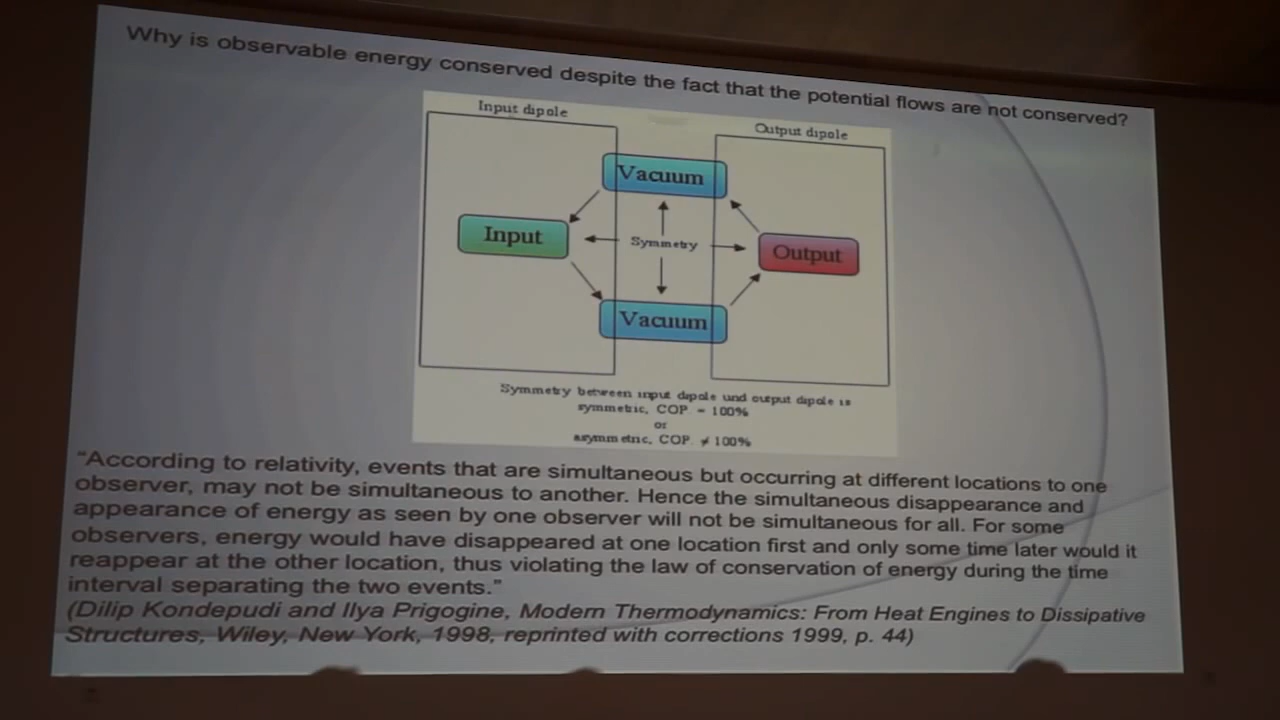 Why is observable energy conserved despite the fact that the potential flows are not conserved?
Input dipole
Output dipole
Vacuum
Input
Symmetry
Output
Vacuum
Symmetry between input dipole und output dipole is
symmetric, COP = 100%
or
asymmetric, COP. ≠ 100%
"According to relativity, events that are simultaneous but occurring at different locations to one
observer, may not be simultaneous to another. Hence the simultaneous disappearance and
appearance of energy as seen by one observer will not be simultaneous for all. For some
observers, energy would have disappeared at one location first and only some time later would it
reappear at the other location, thus violating the law of conservation of energy during the time
interval separating the two events."
(Dilip Kondepudi and Ilya Prigogine, Modern Thermodynamics: From Heat Engines to Dissipative
Structures, Wiley, New York, 1998, reprinted with corrections 1999, p. 44)